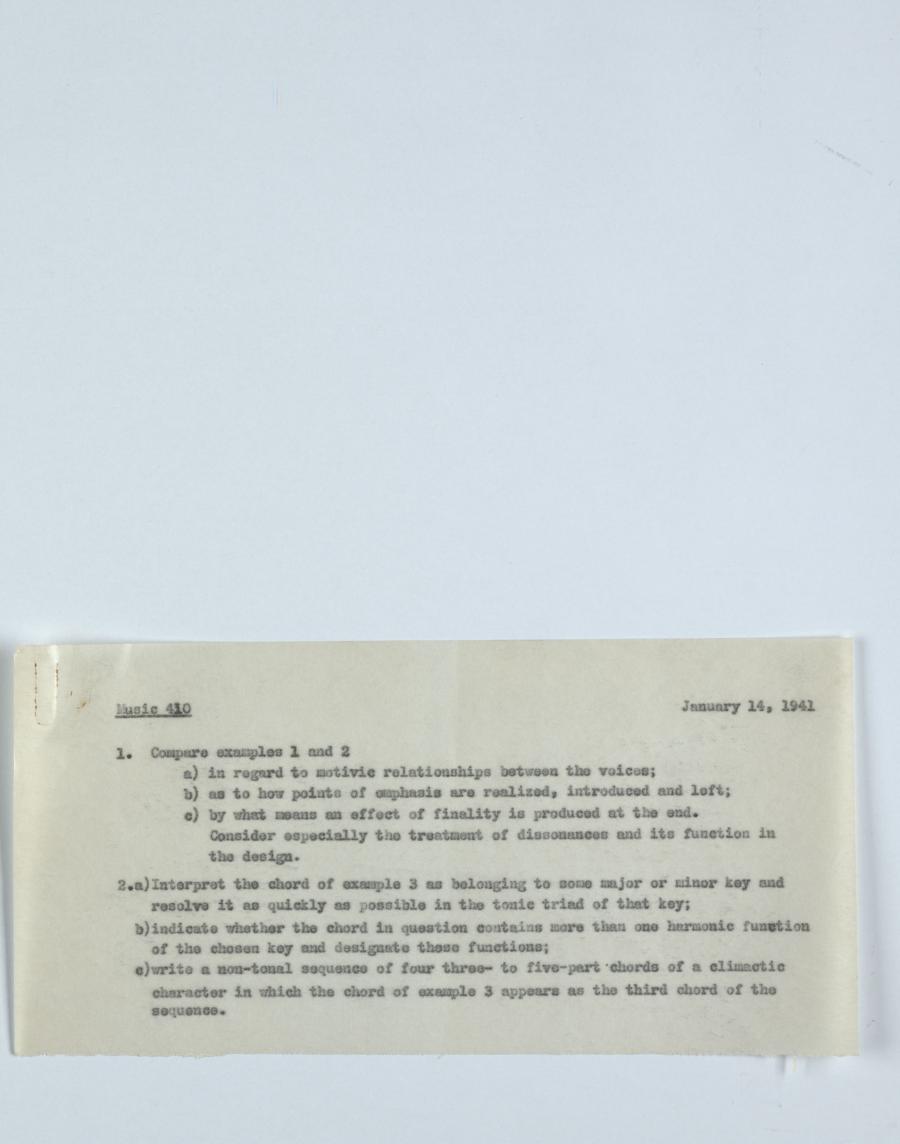 Music 410 January 14, 1941
1. Compare examples 1 and 2
a) in regard to motivic relationships between the voices;
b) as to how points of emphasis are realized, introduced and left;
c) by what means an effect of finality is produced at the end.
Consider especially the treatment of dissonances and its function in
the design.
2.a)Interpret the chord of example 3 as belonging to some major or minor key and
resolve it as quickly as possible in the tonic triad of that key;
b)indicate whether the chord in question contains more than one harmonic function
of the chosen key and designate these functions;
c)write a non-tonal sequence of four three- to five-part chords of a climactic
character in which the chord of example 3 appears as the third chord of the
sequence.